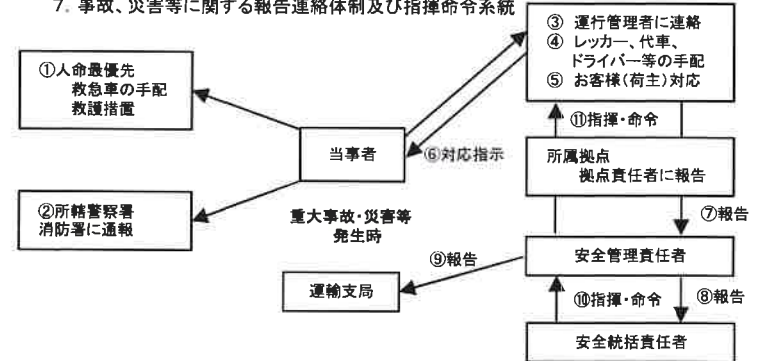 7. 事故、災害等に関する報告連絡体制及び指揮命令系統
①人命最優先
救急車の手配
救護措置
②所轄警察署
消防署に通報
当事者
重大事故・災害等
発生時
③ 運行管理者に連絡
④ レッカー、代車、
ドライバー等の手配
⑤ お客様(荷主)対応
⑥対応指示
⑪指揮・命令
所属拠点
拠点責任者に報告
⑦報告
安全管理責任者
⑨報告
運輸支局
⑩指揮・命令
⑧報告
安全統括責任者